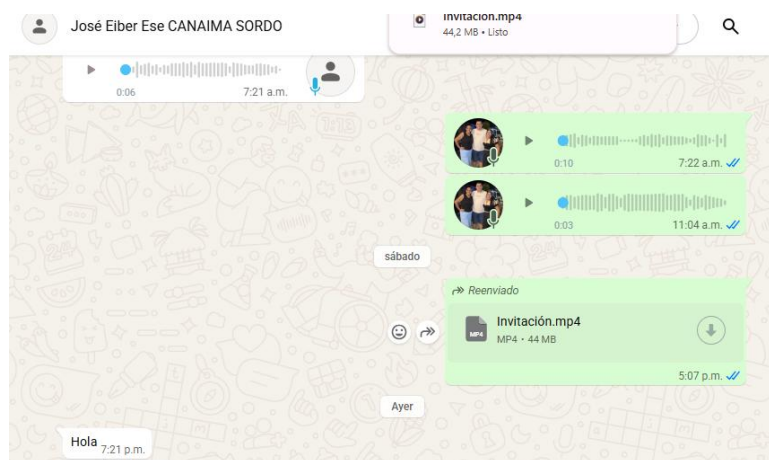 José Eiber Ese CANAIMA SORDO
Invitación.mp4
44,2 MB • Listo
0:06
7:21 a.m.
0:10
7:22 a.m.
0:03
11:04 a.m.
sábado
Reenviado
Invitación.mp4
MP4
MP4 • 44 MB
5:07 p.m.
Ayer
Hola
7:21 p.m.